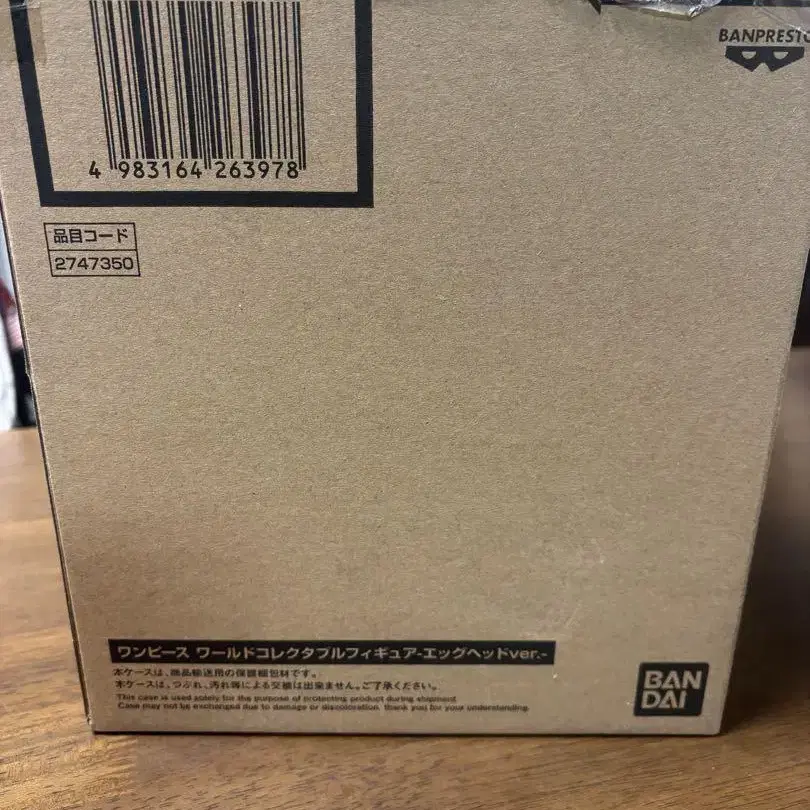 BANPRESTO
4 983164 263978
品目コード
2747350
ワンピース ワールドコレクタブルフィギュア-エッグヘッドver.-
本ケースは、商品輸送用の保護梱包材です。
本ケースは、つぶれ、汚れ等による交換は出来ません。ご了承ください。
This case is used solely for the purpose of protecting product during shipment.
Case may not be exchanged due to damage or discoloration. thank you for your understanding.
BAN
DAI